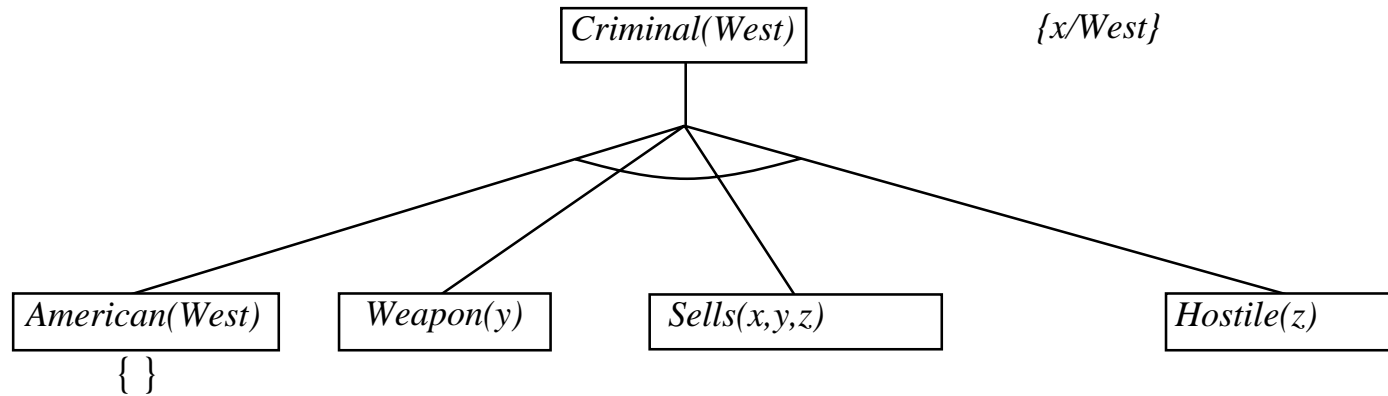 Criminal(West)
{x/West}
American(West)
Weapon(y)
Sells(x,y,z)
Hostile(z)
{ }